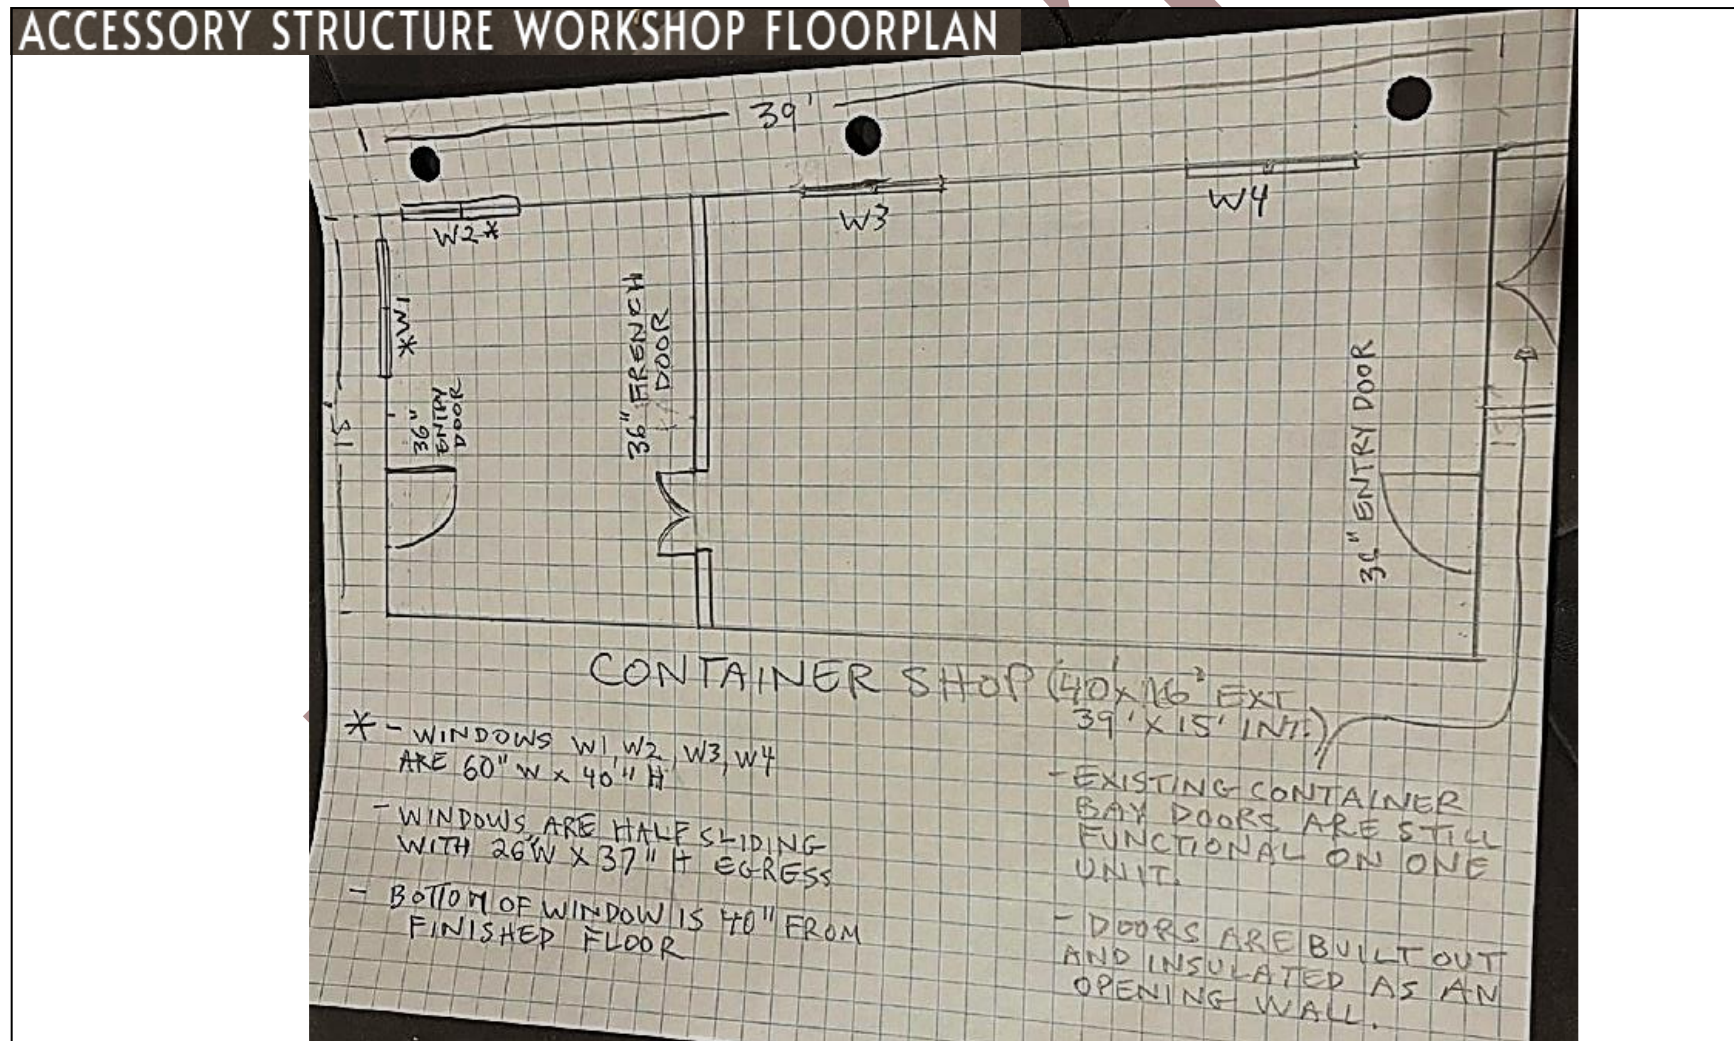 ACCESSORY STRUCTURE WORKSHOP FLOORPLAN
39'
W2*
W3
W4
*W1
36" FRENCH
DOOR
36"
ENTRY
DOOR
15'
36" ENTRY DOOR
CONTAINER SHOP (40' x 16' EXT
39' X 15' INT.)
* - WINDOWS W1, W2, W3, W4
ARE 60" W x 40" H
- WINDOWS ARE HALF SLIDING
WITH 26"W X 37" H EGRESS
- BOTTOM OF WINDOW IS 40" FROM
FINISHED FLOOR
- EXISTING CONTAINER
BAY DOORS ARE STILL
FUNCTIONAL ON ONE
UNIT.
- DOORS ARE BUILT OUT
AND INSULATED AS AN
OPENING WALL.